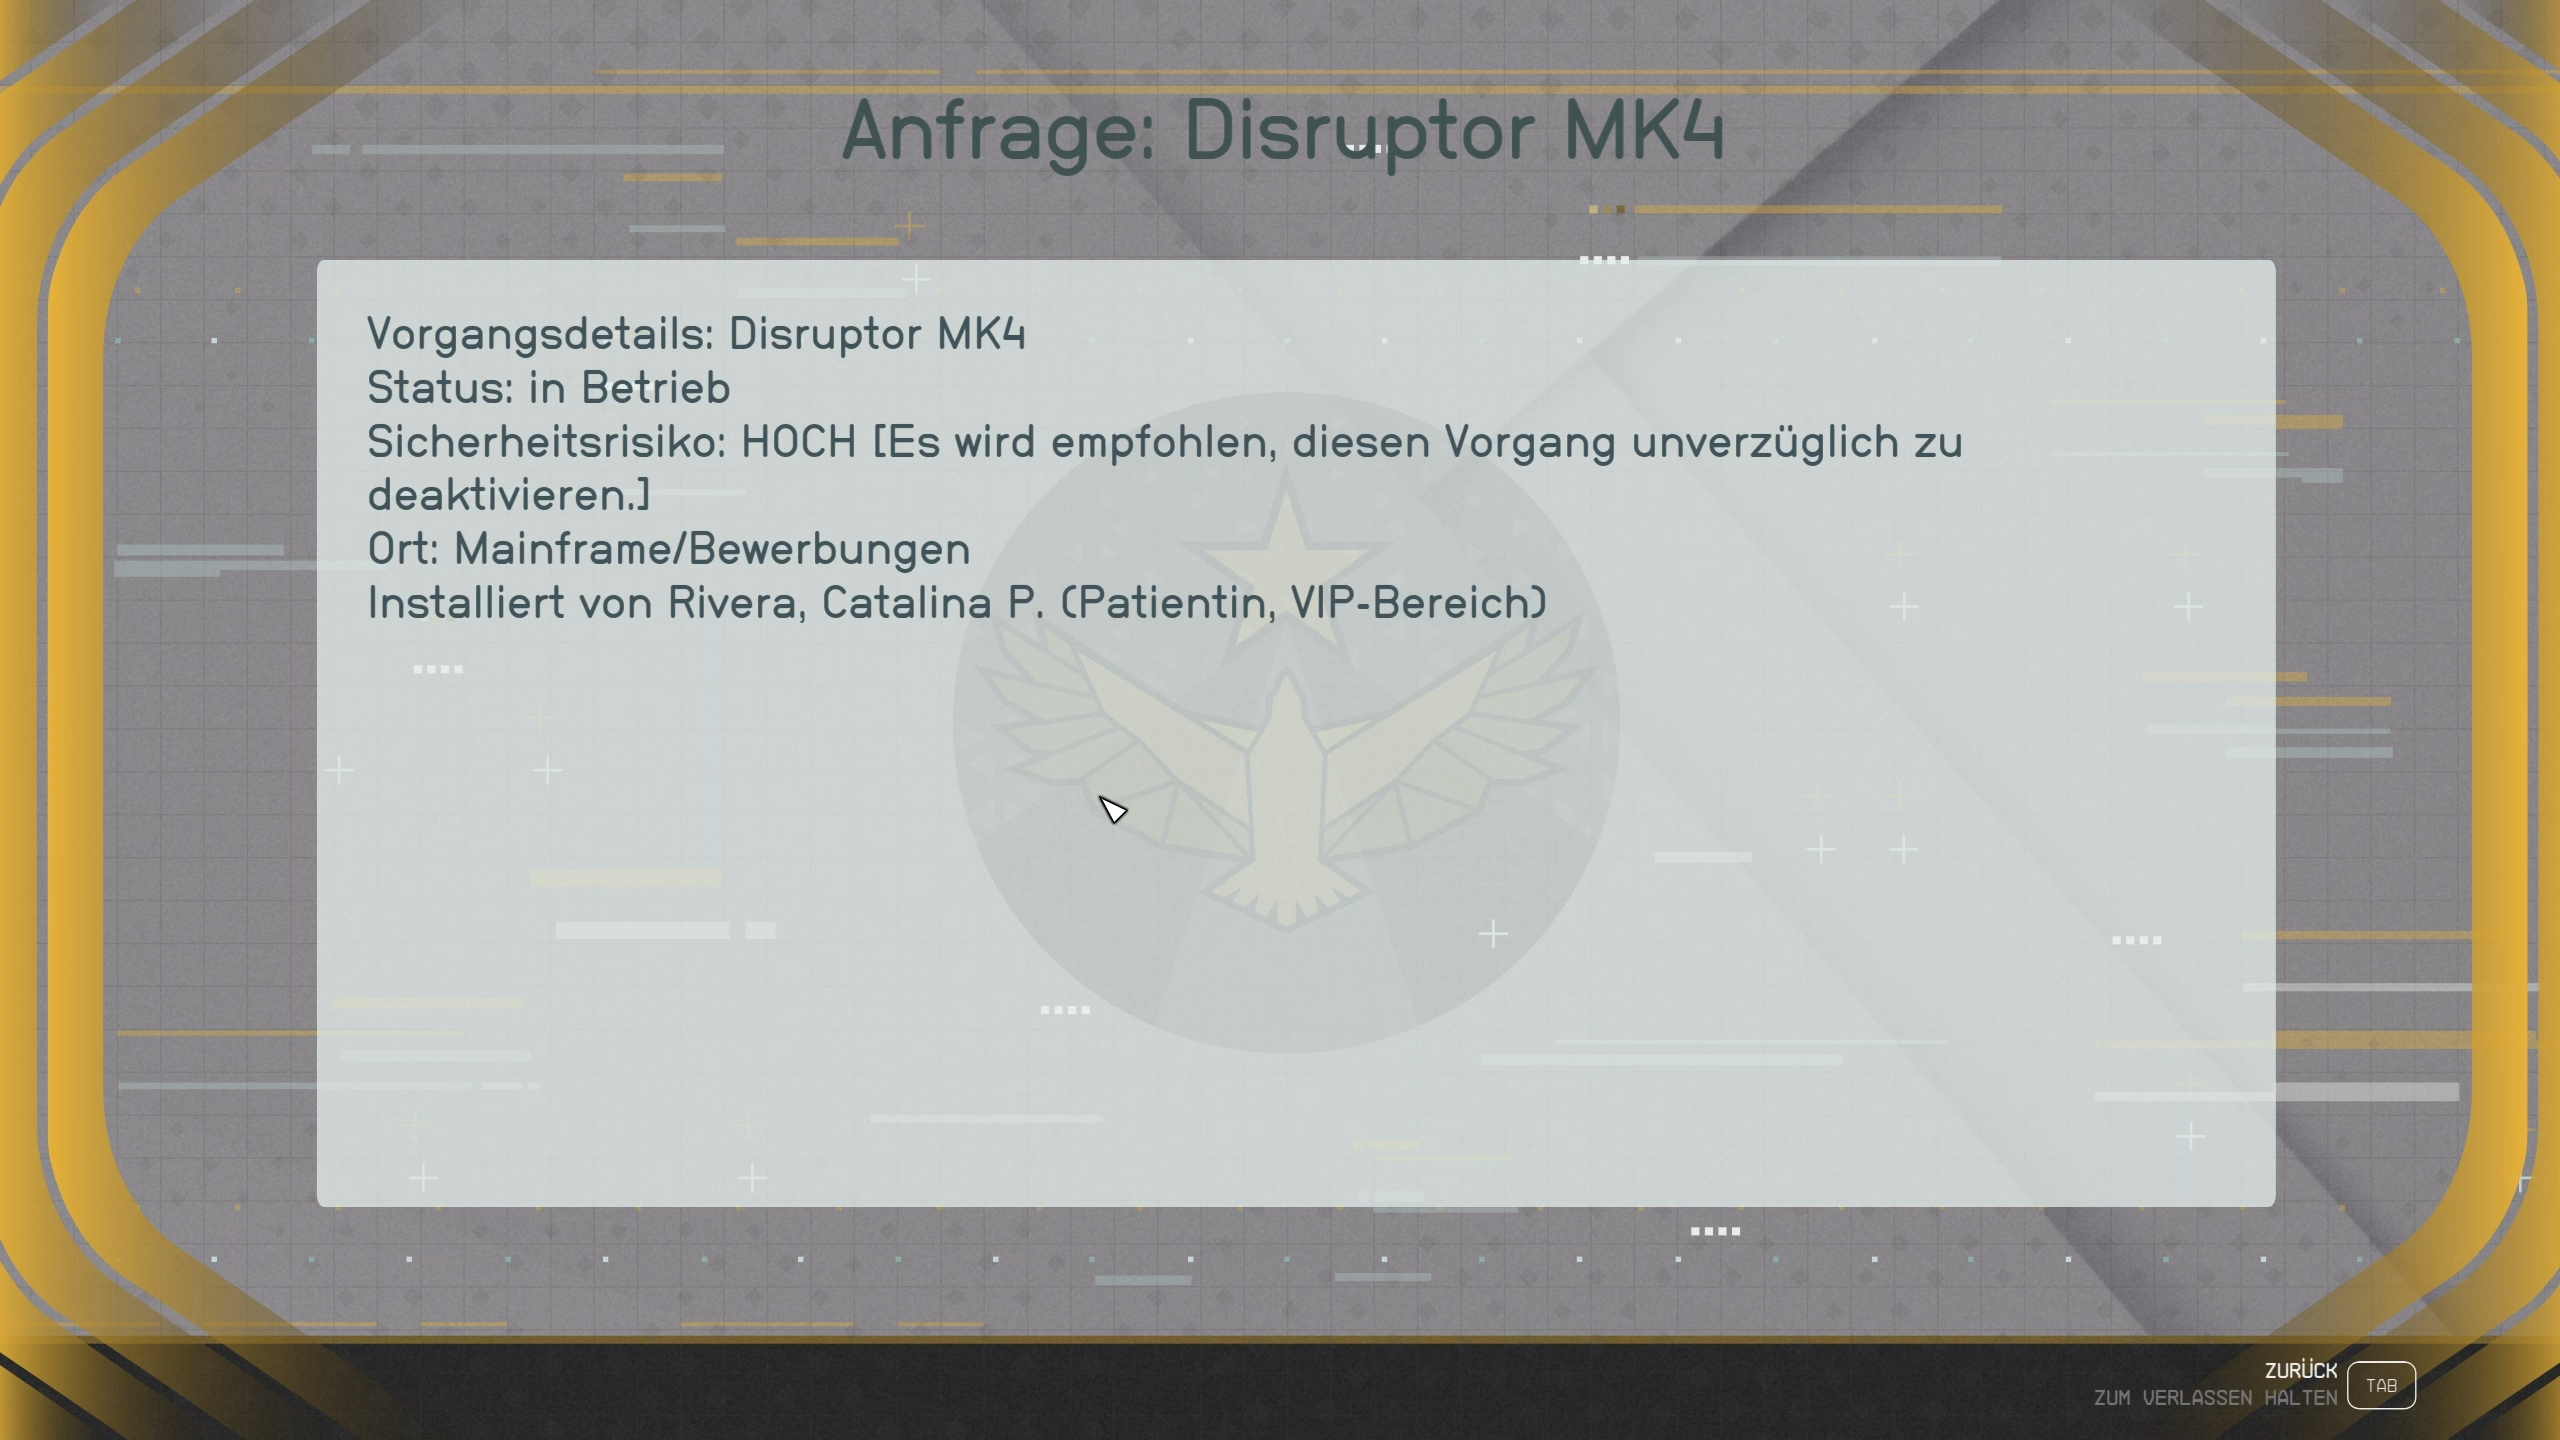 Anfrage: Disruptor MK4
Vorgangsdetails: Disruptor MK4
Status: in Betrieb
Sicherheitsrisiko: HOCH [Es wird empfohlen, diesen Vorgang unverzüglich zu
deaktivieren.]
Ort: Mainframe/Bewerbungen
Installiert von Rivera, Catalina P. (Patientin, VIP-Bereich)
ZURÜCK
ZUM VERLASSEN HALTEN
TAB